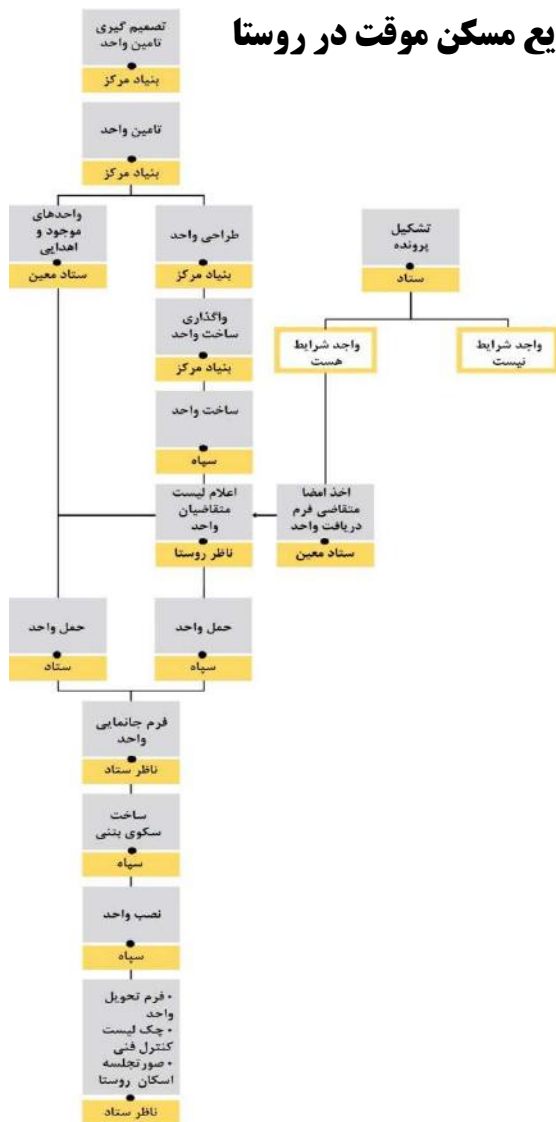 یع مسکن موقت در روستا
تصمیم گیری
تامین واحد
بنیاد مرکز
تامین واحد
بنیاد مرکز
طراحی واحد
بنیاد مرکز
واحدهای
موجود و
اهدایی
ستاد معین
تشکیل
پرونده
ستاد
واگذاری
ساخت واحد
بنیاد مرکز
واجد شرایط
نیست
واجد شرایط
هست
ساخت واحد
سپاه
اخذ امضا
متقاضی فرم
دریافت واحد
ستاد معین
اعلام لیست
متقاضیان
واحد
ناظر روستا
حمل واحد
سپاه
حمل واحد
ستاد
فرم جانمایی
واحد
ناظر ستاد
ساخت
سکوی بتنی
سپاه
نصب واحد
سپاه
• فرم تحویل
واحد
• چک لیست
کنترل فنی
• صورتجلسه
اسکان روستا
ناظر ستاد